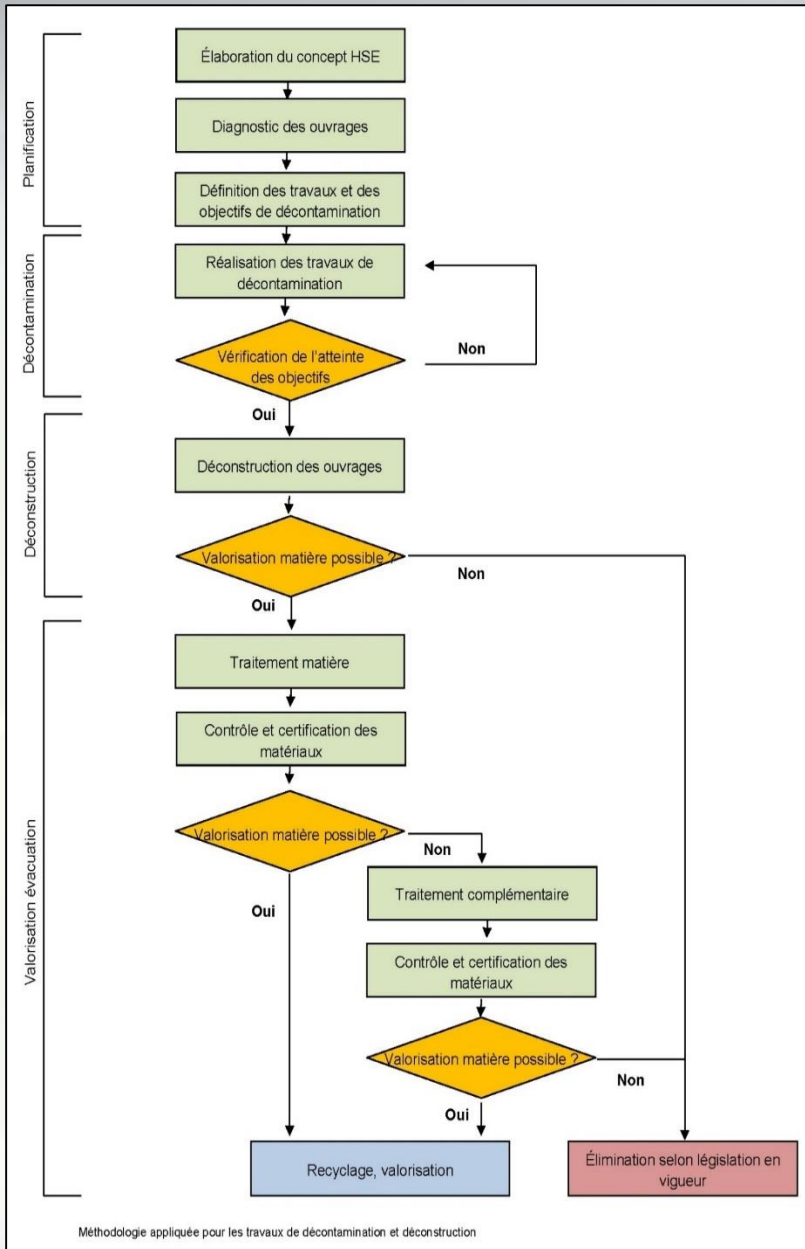 Planification
Élaboration du concept HSE
Diagnostic des ouvrages
Définition des travaux et des
objectifs de décontamination
Décontamination
Réalisation des travaux de
décontamination
Vérification de l'atteinte
des objectifs
Non
Oui
Déconstruction
Déconstruction des ouvrages
Valorisation matière possible ?
Non
Oui
Valorisation évacuation
Traitement matière
Contrôle et certification des
matériaux
Valorisation matière possible ?
Non
Oui
Traitement complémentaire
Contrôle et certification des
matériaux
Valorisation matière possible ?
Non
Oui
Recyclage, valorisation
Élimination selon législation en
vigueur
Méthodologie appliquée pour les travaux de décontamination et déconstruction